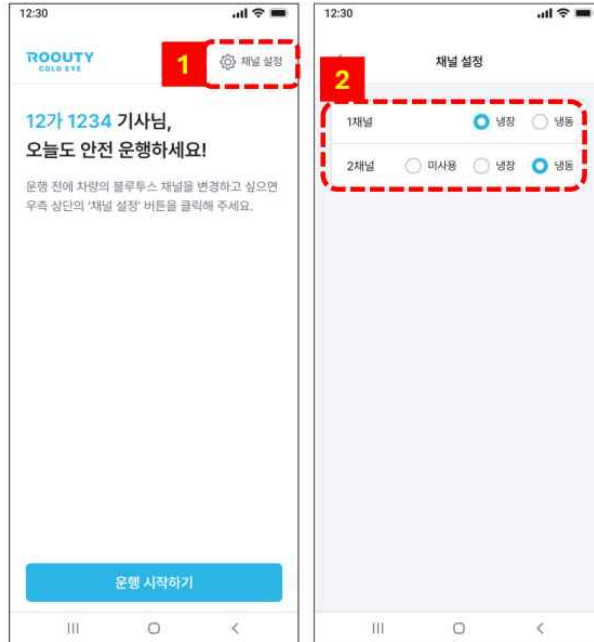 12:30
ROOUTY
COLD EYE
1
채널 설정
12가 1234 기사님,
오늘도 안전 운행하세요!
운행 전에 차량의 블루투스 채널을 변경하고 싶으면
우측 상단의 '채널 설정' 버튼을 클릭해 주세요.
운행 시작하기
12:30
채널 설정
2
1채널 냉장 냉동
2채널 미사용 냉장 냉동